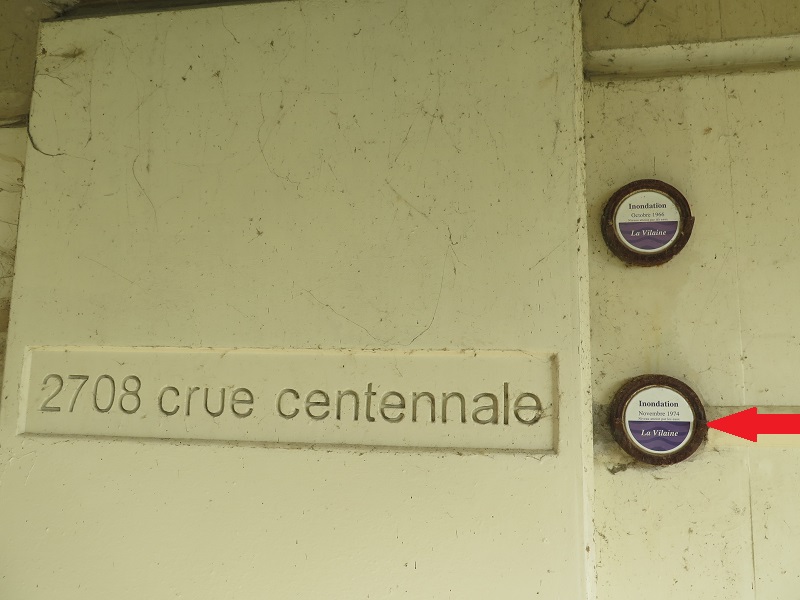 2708 crue centennale
Inondation
Octobre 1966
La Vilaine
Inondation
Novembre 1974
La Vilaine